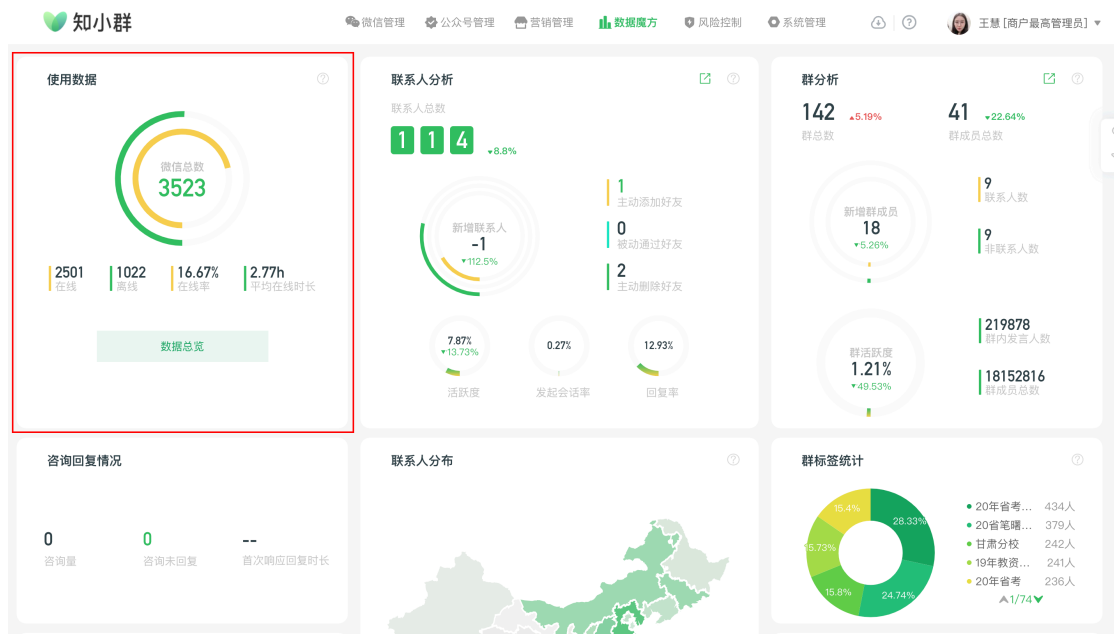 知小群
微信管理
公众号管理
营销管理
数据魔方
风险控制
系统管理
王慧 [商户最高管理员]
使用数据
微信总数
3523
2501
在线
1022
离线
16.67%
在线率
2.77h
平均在线时长
数据总览
联系人分析
联系人总数
114
8.8%
新增联系人
-1
112.5%
1
主动添加好友
0
被动通过好友
2
主动删除好友
7.87%
13.73%
活跃度
0.27%
发起会话率
12.93%
回复率
群分析
142
5.19%
群总数
41
22.64%
群成员总数
新增群成员
18
5.26%
9
联系人数
9
非联系人数
群活跃度
1.21%
49.53%
219878
群内发言人数
18152816
群成员总数
咨询回复情况
0
咨询量
0
咨询未回复
--
首次响应回复时长
联系人分布
群标签统计
15.4%
28.33%
5.73%
15.8%
24.74%
20年省考... 434人
20省笔曙... 379人
甘肃分校 242人
19年教资... 241人
20年省考 236人
1/74